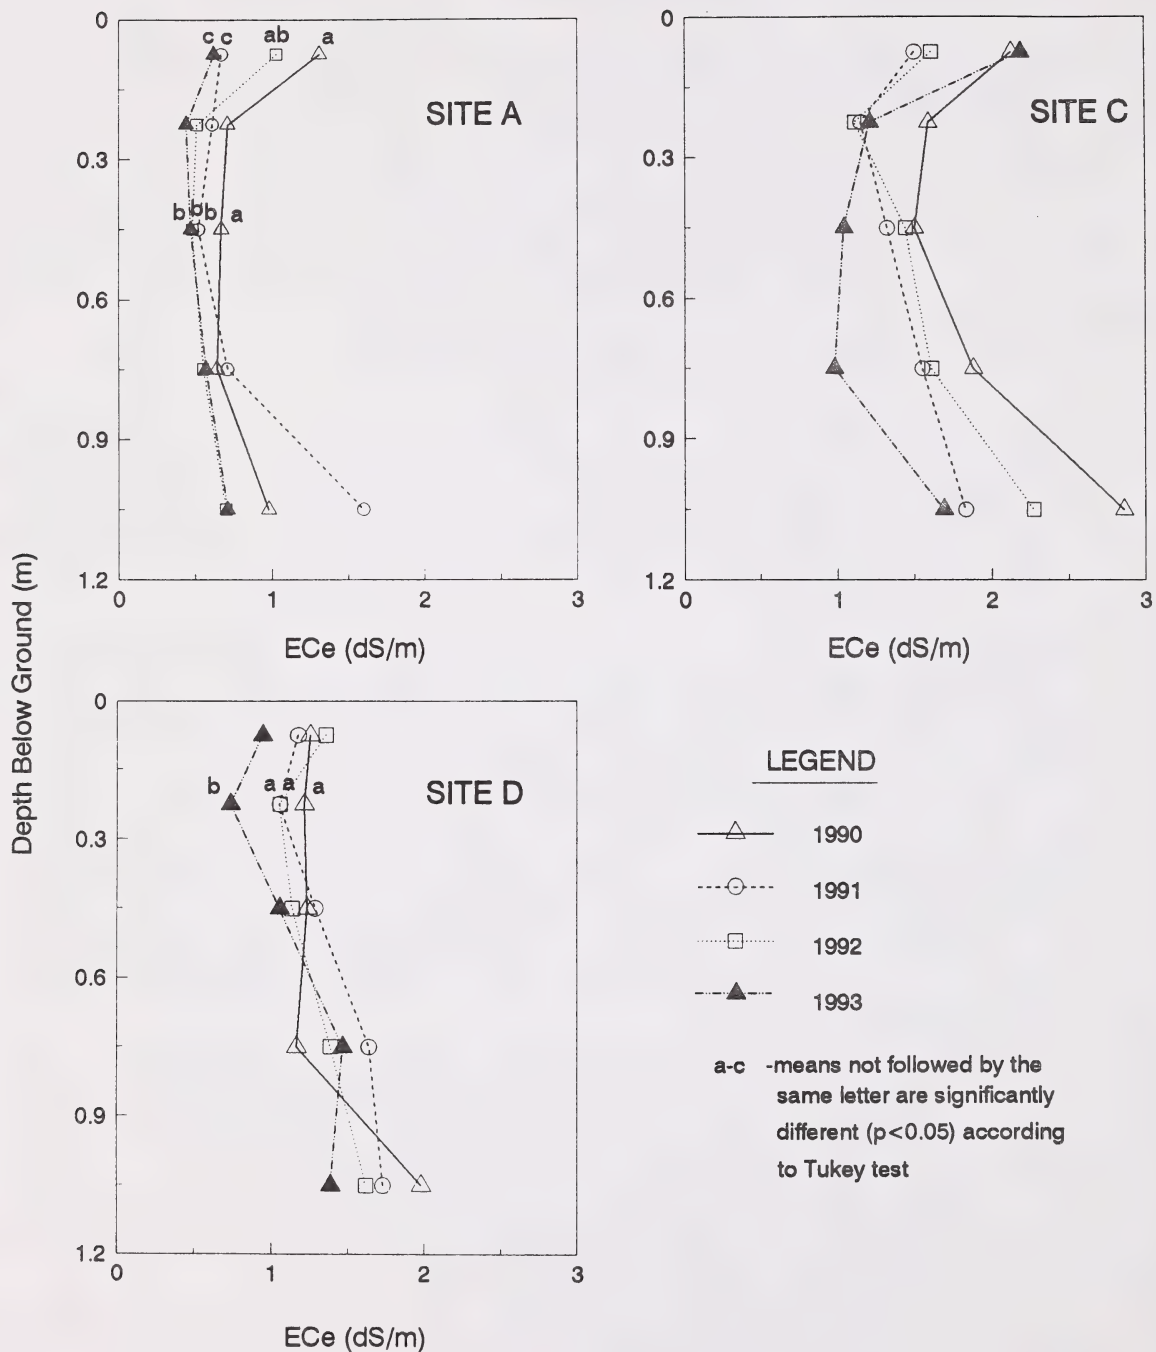 0
0.3
0.6
0.9
1.2
0 1 2 3
c c ab a
b b b a
SITE A
ECe (dS/m)
0
0.3
0.6
0.9
1.2
0 1 2 3
SITE C
ECe (dS/m)
Depth Below Ground (m)
0
0.3
0.6
0.9
1.2
0 1 2 3
b a a a
SITE D
ECe (dS/m)
LEGEND
1990
1991
1992
1993
a-c -means not followed by the
same letter are significantly
different (p<0.05) according
to Tukey test